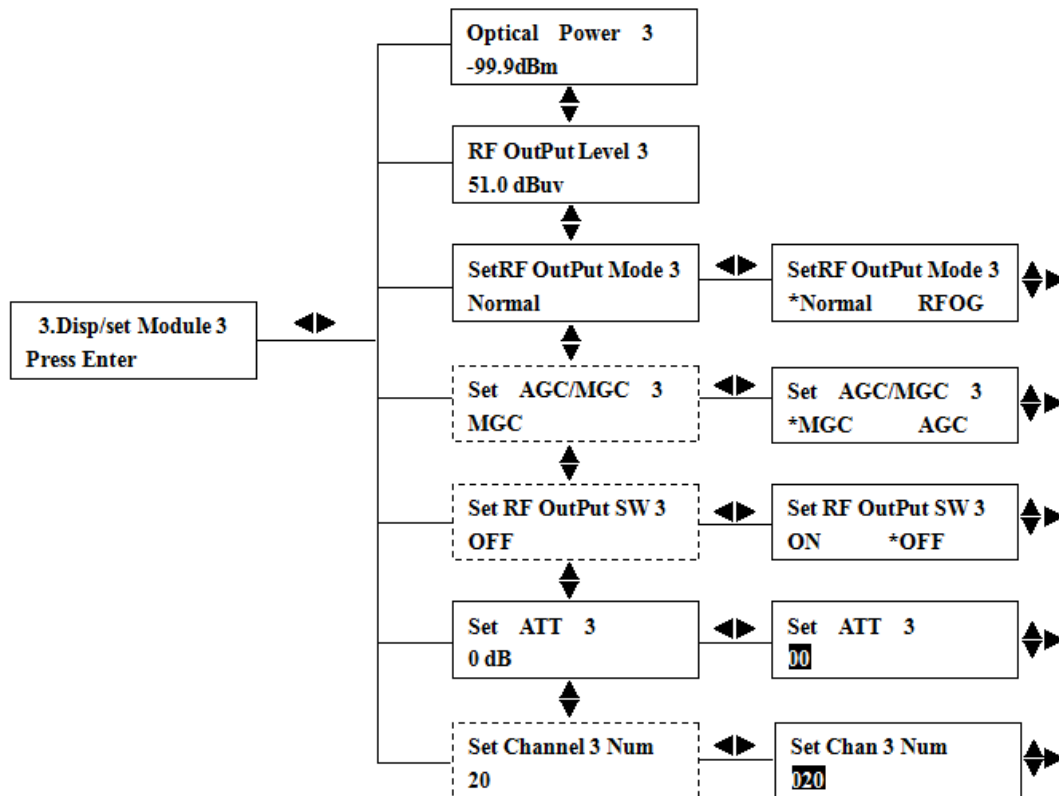 Optical Power 3
-99.9dBm
RF OutPut Level 3
51.0 dBuv
SetRF OutPut Mode 3
Normal
SetRF OutPut Mode 3
*Normal RFOG
3.Disp/set Module 3
Press Enter
Set AGC/MGC 3
MGC
Set AGC/MGC 3
*MGC AGC
Set RF OutPut SW 3
OFF
Set RF OutPut SW 3
ON *OFF
Set ATT 3
0 dB
Set ATT 3
00
Set Channel 3 Num
20
Set Chan 3 Num
020